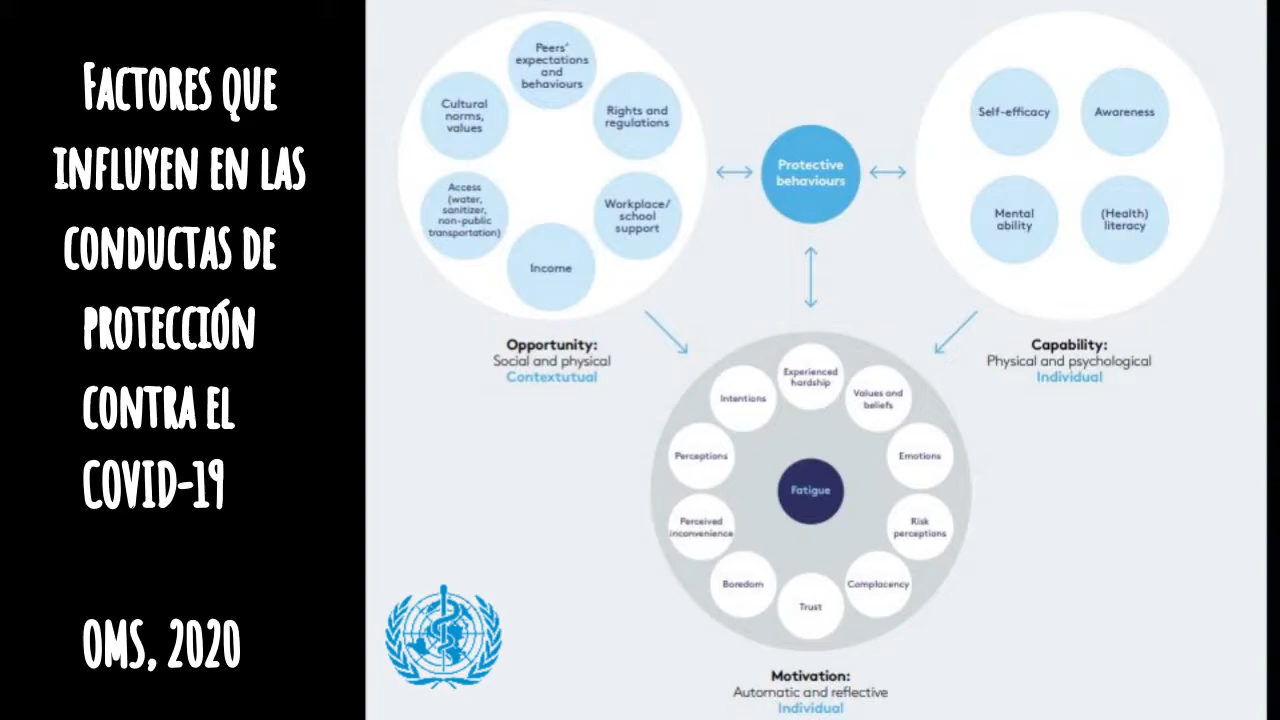 FACTORES QUE
INFLUYEN EN LAS
CONDUCTAS DE
PROTECCIÓN
CONTRA EL
COVID-19
OMS, 2020
Peers'
expectations
and
behaviours
Cultural
norms,
values
Rights and
regulations
Access
(water,
sanitizer,
non-public
transportation)
Workplace/
school
support
Income
Opportunity:
Social and physical
Contextutual
Protective
behaviours
Self-efficacy
Awareness
Mental
ability
(Health)
literacy
Capability:
Physical and psychological
Individual
Experienced
hardship
Intentions
Values and
beliefs
Perceptions
Emotions
Fatigue
Perceived
inconvenience
Risk
perceptions
Boredom
Complacency
Trust
Motivation:
Automatic and reflective
Individual